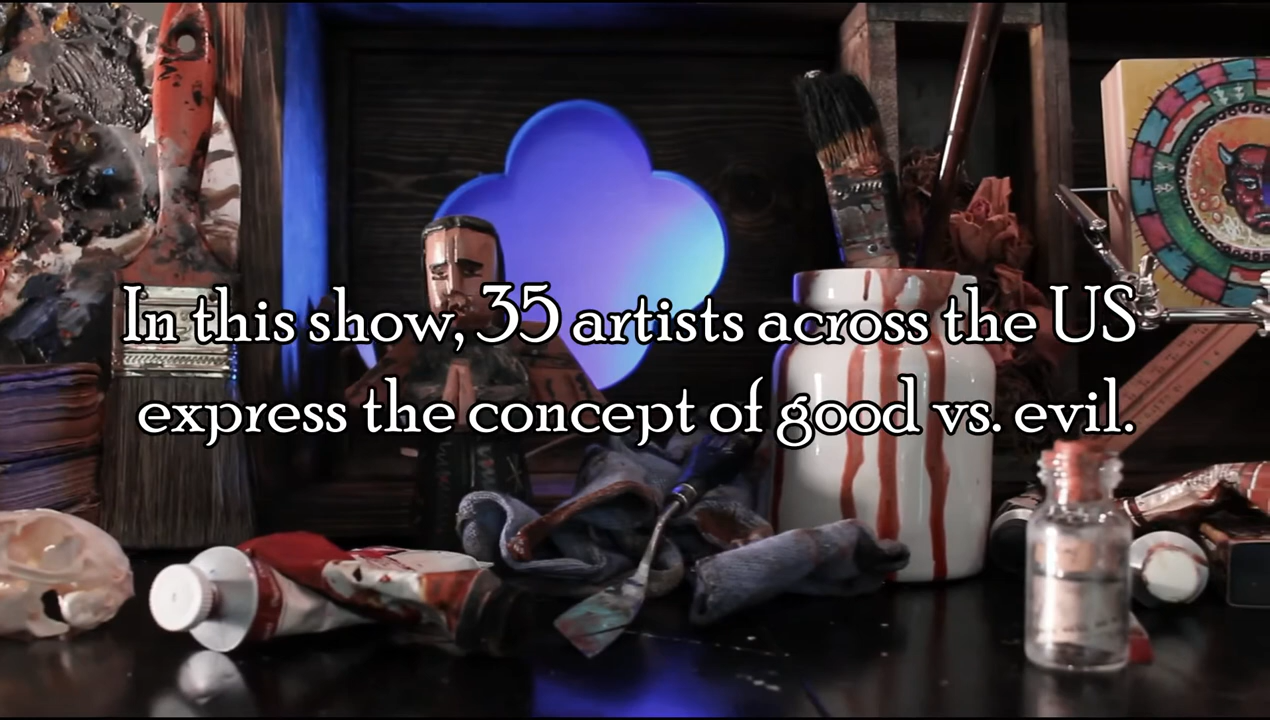 In this show, 35 artists across the US
express the concept of good vs. evil.